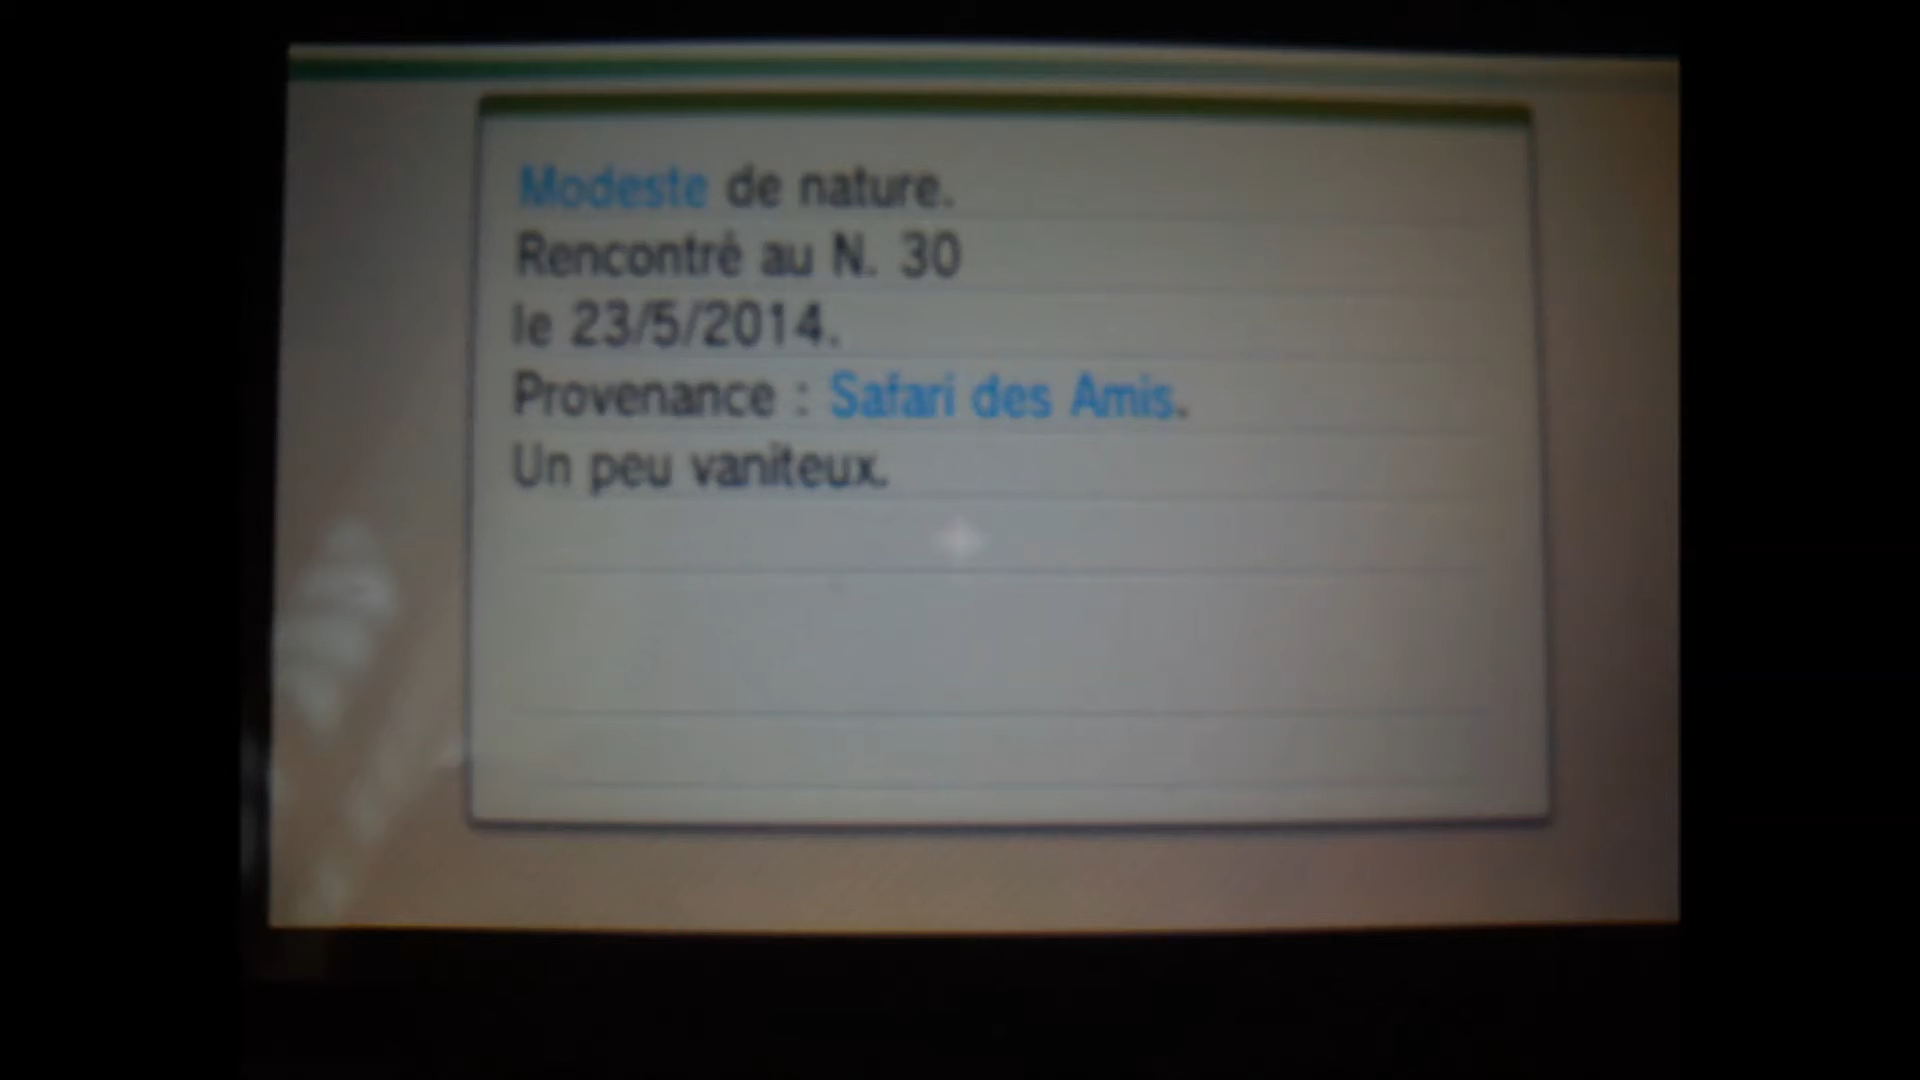 Modeste de nature.
Rencontré au N. 30
le 23/5/2014.
Provenance : Safari des Amis.
Un peu vaniteux.